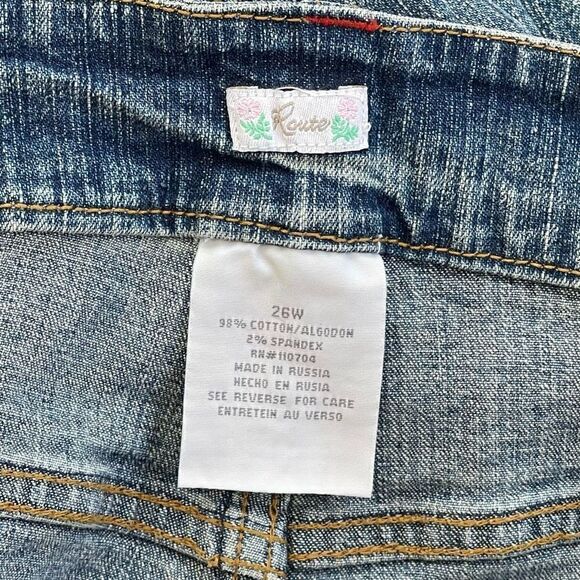 Route
26W
98% COTTON/ALGODON
2% SPANDEX
RN#110704
MADE IN RUSSIA
HECHO EN RUSIA
SEE REVERSE FOR CARE
ENTRETEIN AU VERSO